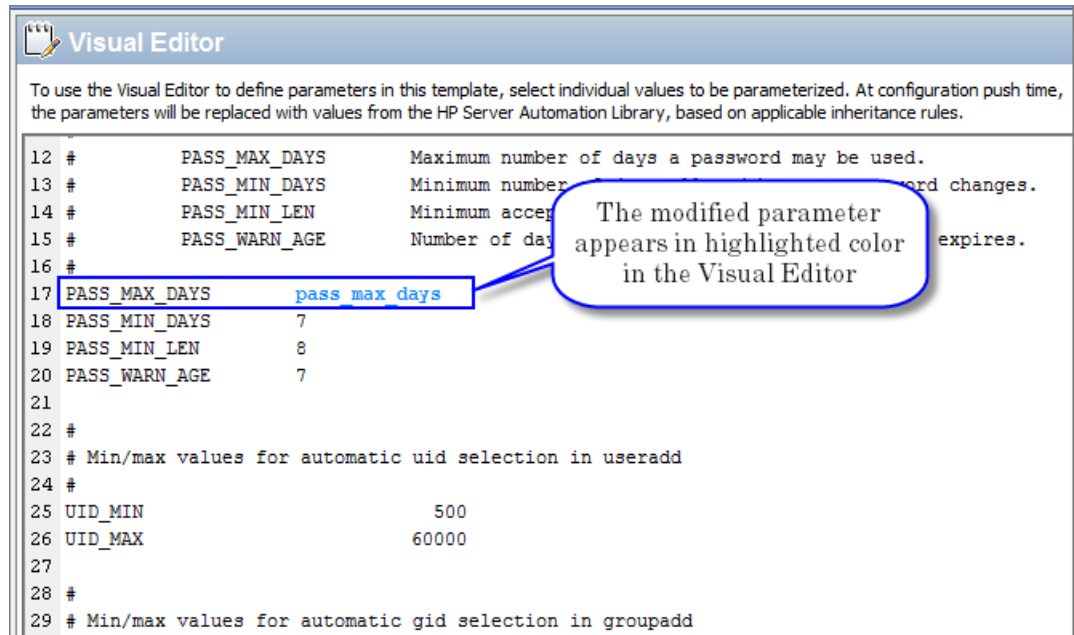 Visual Editor
To use the Visual Editor to define parameters in this template, select individual values to be parameterized. At configuration push time,
the parameters will be replaced with values from the HP Server Automation Library, based on applicable inheritance rules.
12 # PASS_MAX_DAYS Maximum number of days a password may be used.
13 # PASS_MIN_DAYS Minimum number word changes.
14 # PASS_MIN_LEN Minimum
15 # PASS_WARN_AGE Number of expires.
The modified parameter
appears in highlighted color
in the Visual Editor
16 #
17 PASS_MAX_DAYS pass_max_days
18 PASS_MIN_DAYS 7
19 PASS_MIN_LEN 8
20 PASS_WARN_AGE 7
21
22 #
23 # Min/max values for automatic uid selection in useradd
24 #
25 UID_MIN 500
26 UID_MAX 60000
27
28 #
29 # Min/max values for automatic gid selection in groupadd